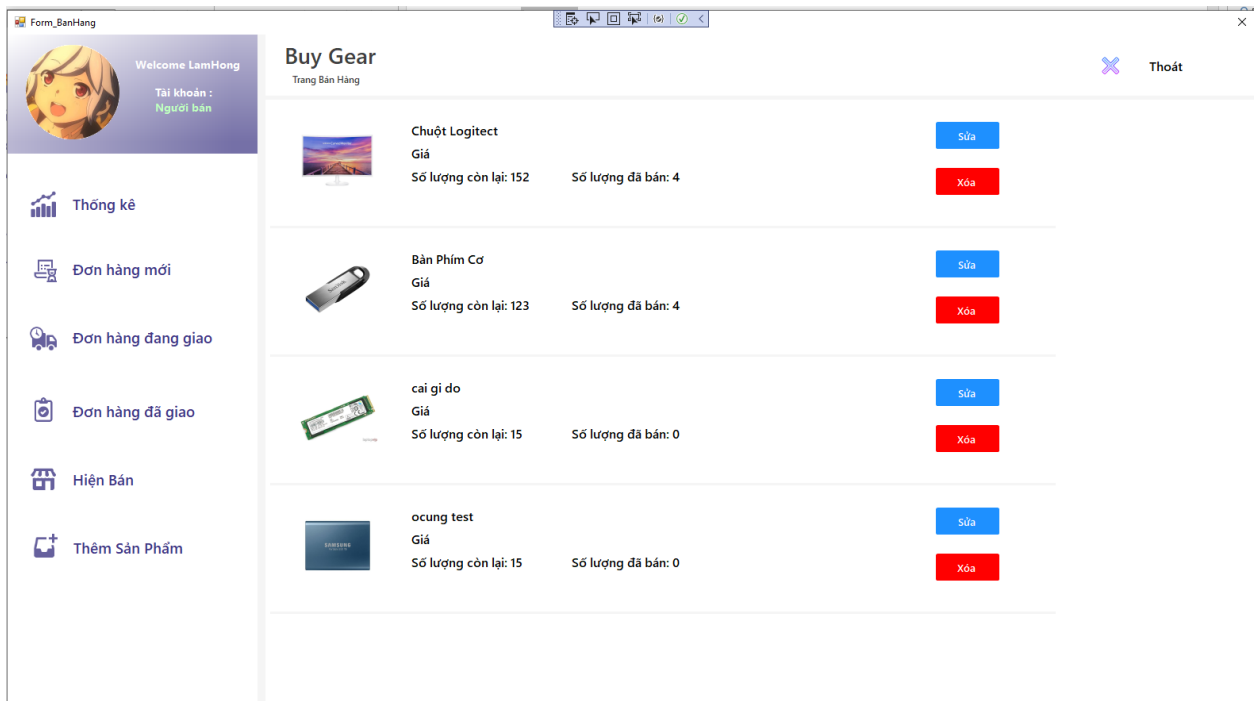 Form_BanHang
Welcome LamHong
Tài khoản :
Người bán
Thống kê
Đơn hàng mới
Đơn hàng đang giao
Đơn hàng đã giao
Hiện Bán
Thêm Sản Phẩm
Buy Gear
Trang Bán Hàng
Thoát
Chuột Logitect
Giá
Số lượng còn lại: 152 Số lượng đã bán: 4
Sửa
Xóa
Bàn Phím Cơ
Giá
Số lượng còn lại: 123 Số lượng đã bán: 4
Sửa
Xóa
cai gi do
Giá
Số lượng còn lại: 15 Số lượng đã bán: 0
Sửa
Xóa
SAMSUNG
ocung test
Giá
Số lượng còn lại: 15 Số lượng đã bán: 0
Sửa
Xóa